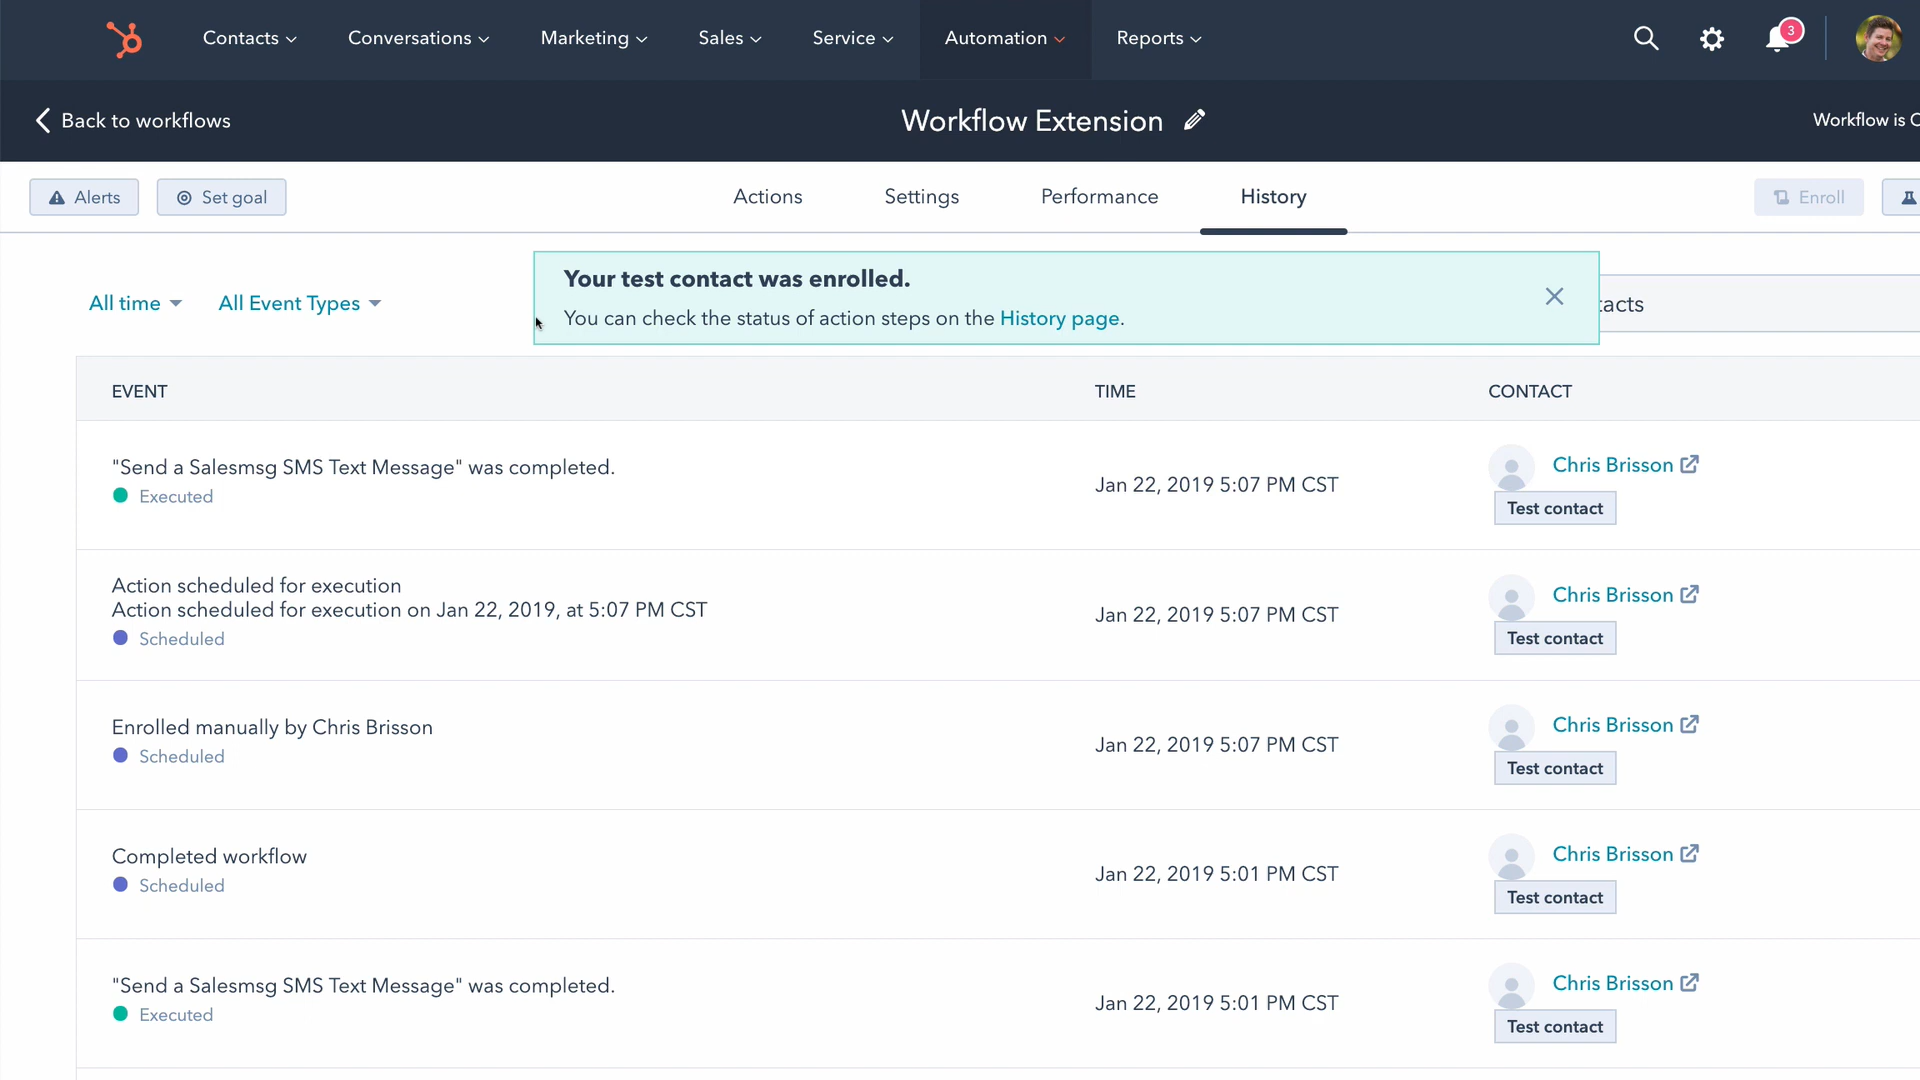 Contacts
Conversations
Marketing
Sales
Service
Automation
Reports
3
Back to workflows
Workflow Extension
Workflow is
Alerts
Set goal
Actions
Settings
Performance
History
Enroll
Your test contact was enrolled.
You can check the status of action steps on the History page.
All time
All Event Types
tacts
EVENT
TIME
CONTACT
"Send a Salesmsg SMS Text Message" was completed.
Executed
Jan 22, 2019 5:07 PM CST
Chris Brisson
Test contact
Action scheduled for execution
Action scheduled for execution on Jan 22, 2019, at 5:07 PM CST
Scheduled
Jan 22, 2019 5:07 PM CST
Chris Brisson
Test contact
Enrolled manually by Chris Brisson
Scheduled
Jan 22, 2019 5:07 PM CST
Chris Brisson
Test contact
Completed workflow
Scheduled
Jan 22, 2019 5:01 PM CST
Chris Brisson
Test contact
"Send a Salesmsg SMS Text Message" was completed.
Executed
Jan 22, 2019 5:01 PM CST
Chris Brisson
Test contact